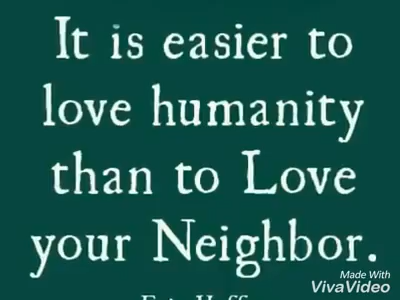 It is easier to
love humanity
than to Love
your Neighbor.
Made With
VivaVideo